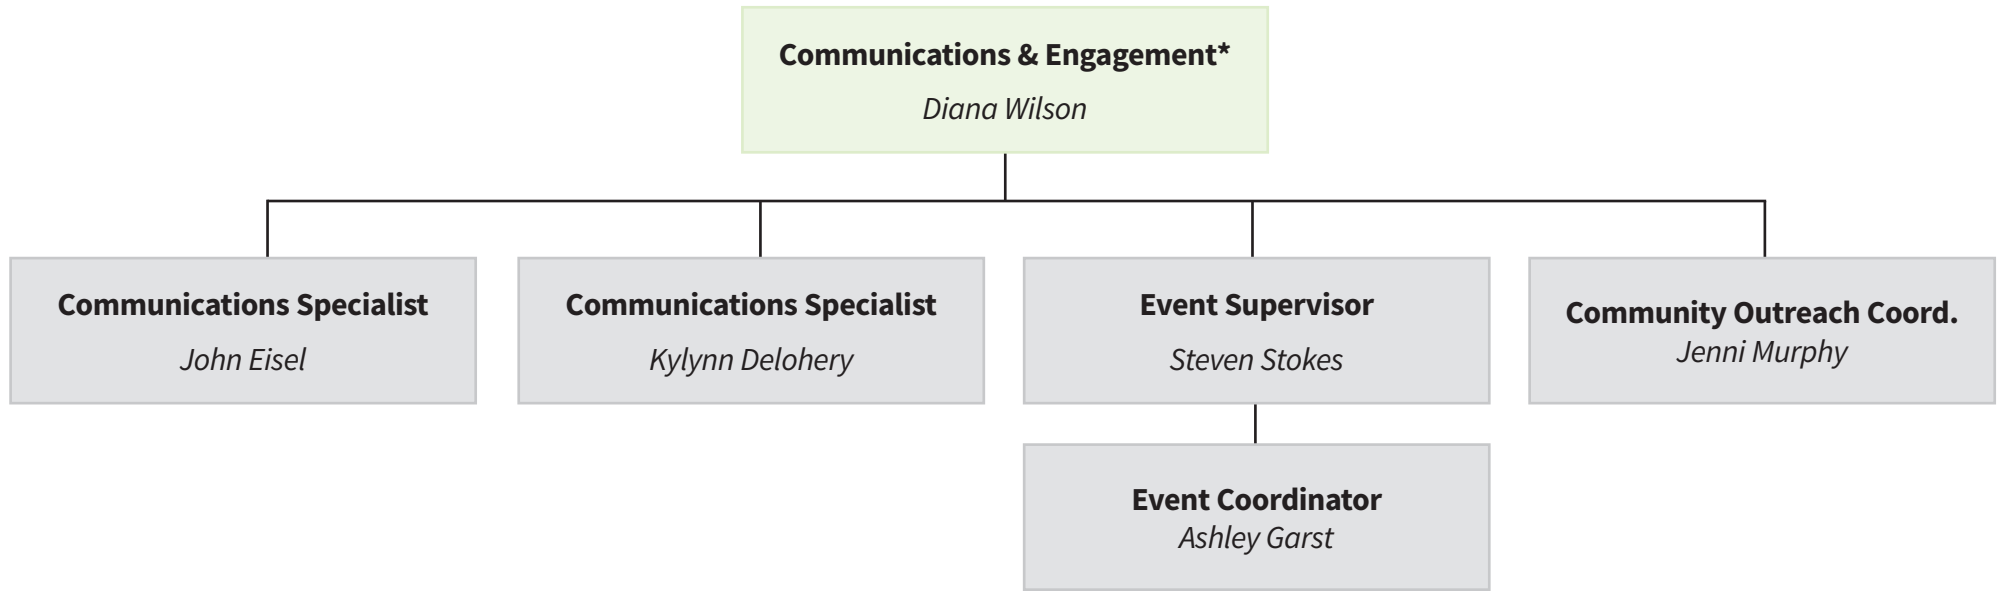 Communications & Engagement*
Diana Wilson
Communications Specialist
John Eisel
Communications Specialist
Kylynn Delohery
Event Supervisor
Steven Stokes
Community Outreach Coord.
Jenni Murphy
Event Coordinator
Ashley Garst